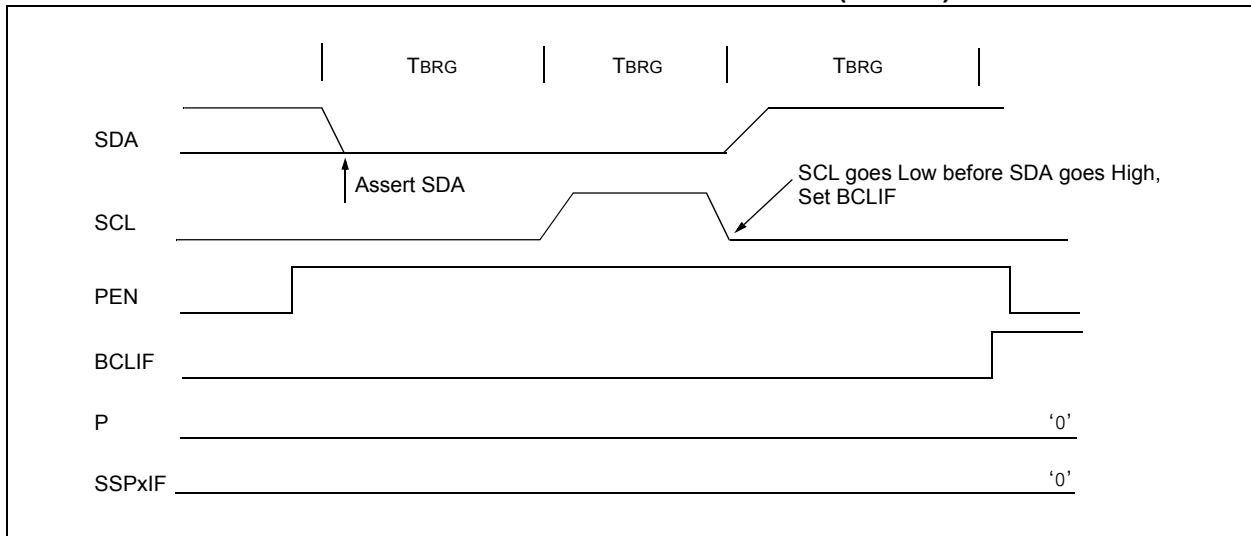 TBRG TBRG TBRG
SDA
Assert SDA
SCL goes Low before SDA goes High,
Set BCLIF
SCL
PEN
BCLIF
P '0'
SSPxIF '0'